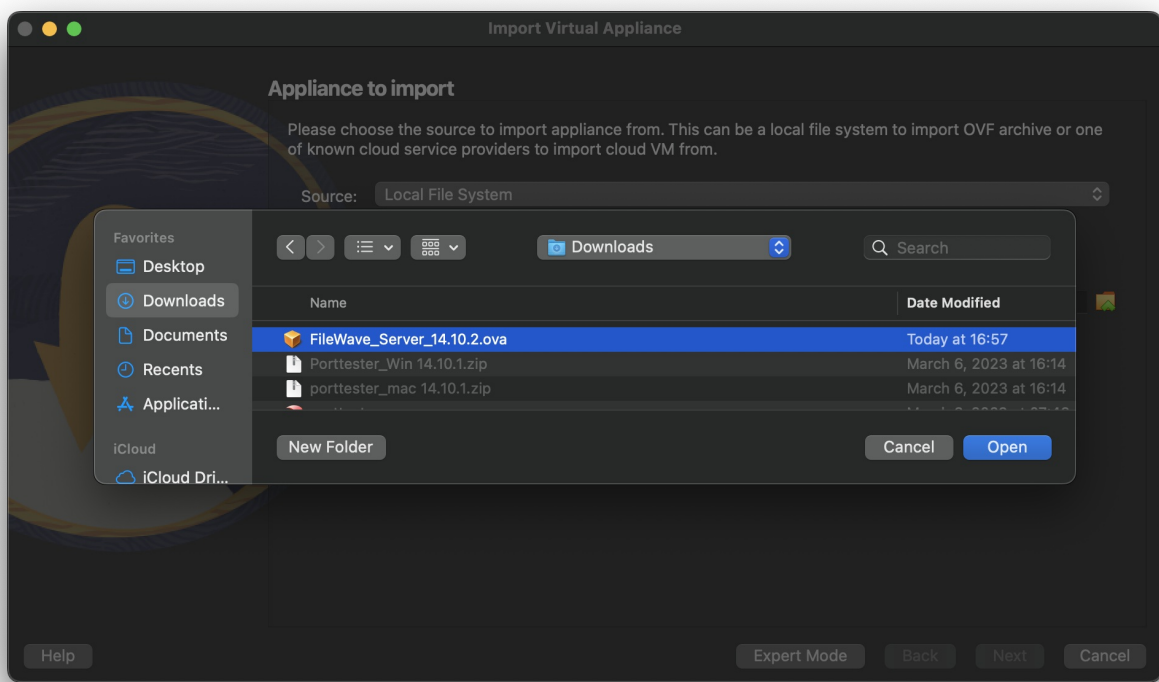 Import Virtual Appliance
Appliance to import
Please choose the source to import appliance from. This can be a local file system to import OVF archive or one
of known cloud service providers to import cloud VM from.
Source: Local File System
Favorites
Desktop
Downloads
Documents
Recents
Applicati...
iCloud
iCloud Dri...
Downloads
Search
Name Date Modified
FileWave_Server_14.10.2.ova Today at 16:57
Porttester_Win 14.10.1.zip March 6, 2023 at 16:14
porttester_mac 14.10.1.zip March 6, 2023 at 16:14
New Folder Cancel Open
Help Expert Mode Back Next Cancel